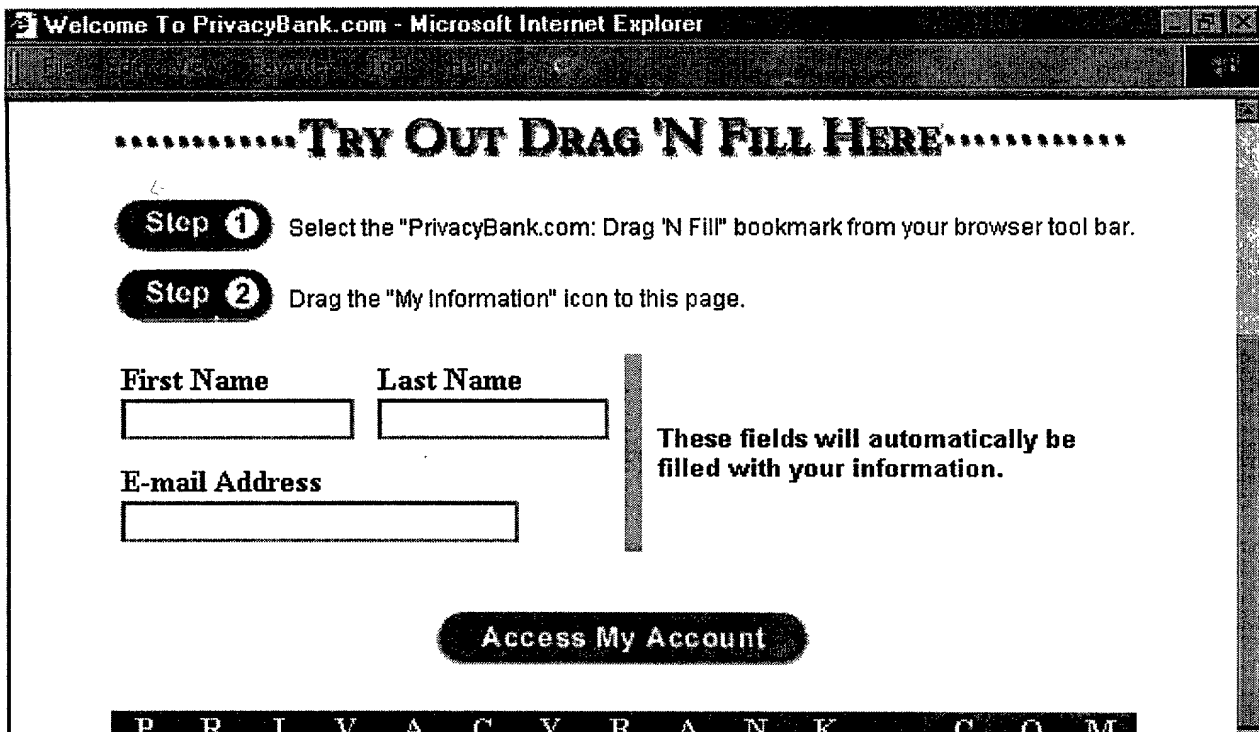 Welcome To PrivacyBank.com - Microsoft Internet Explorer
TRY OUT DRAG 'N FILL HERE
Step 1 Select the "PrivacyBank.com: Drag 'N Fill" bookmark from your browser tool bar.
Step 2 Drag the "My Information" icon to this page.
First Name Last Name
These fields will automatically be
filled with your information.
E-mail Address
Access My Account
P R I V A C Y B A N K . C O M